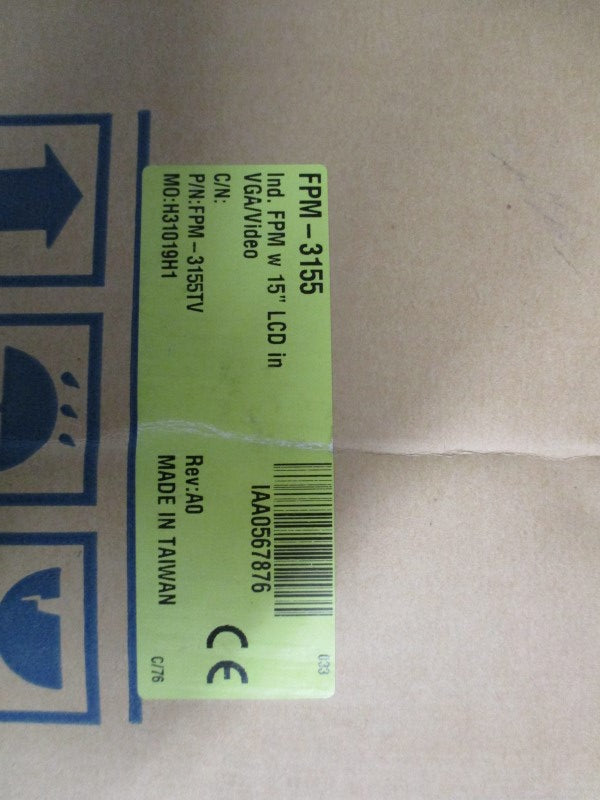 FPM-3155
Ind. FPM w 15" LCD in
VGA/Video
C/N:
P/N:FPM-3155TV
MO:H31019H1
033
IAA0567876
Rev:A0
MADE IN TAIWAN
CE
C/76